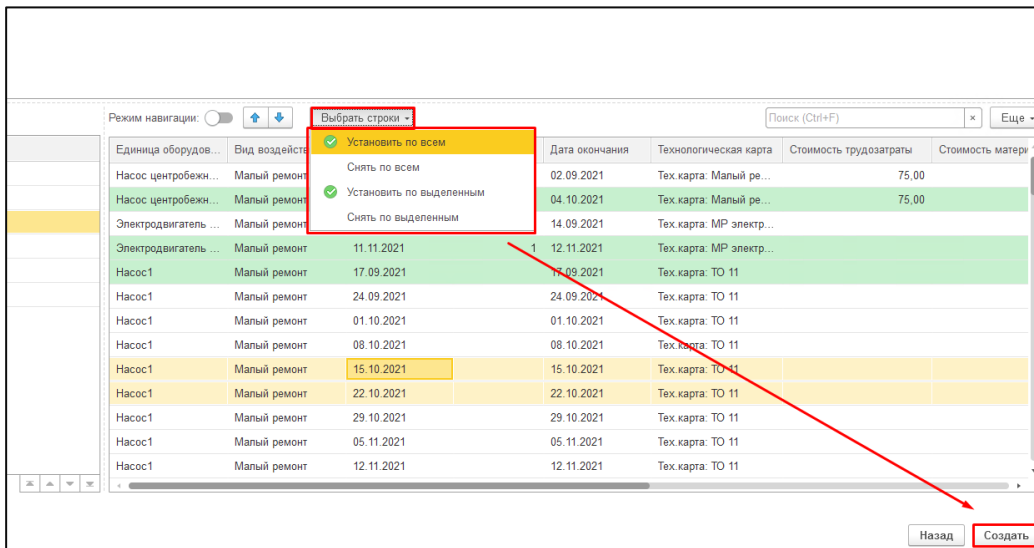 Режим навигации: Выбрать строки Поиск (Ctrl+F) × Еще
Единица оборудов... Вид воздейств Установить по всем Дата окончания Технологическая карта Стоимость трудозатраты Стоимость матери
Насос центробежн... Малый ремонт Снять по всем 02.09.2021 Тех.карта: Малый ре... 75,00
Насос центробежн... Малый ремонт Установить по выделенным 04.10.2021 Тех.карта: Малый ре... 75,00
Электродвигатель ... Малый ремонт Снять по выделенным 14.09.2021 Тех.карта: МР электр...
Электродвигатель ... Малый ремонт 11.11.2021 1 12.11.2021 Тех.карта: МР электр...
Насос1 Малый ремонт 17.09.2021 17.09.2021 Тех.карта: ТО 11
Насос1 Малый ремонт 24.09.2021 24.09.2021 Тех.карта: ТО 11
Насос1 Малый ремонт 01.10.2021 01.10.2021 Тех.карта: ТО 11
Насос1 Малый ремонт 08.10.2021 08.10.2021 Тех.карта: ТО 11
Насос1 Малый ремонт 15.10.2021 15.10.2021 Тех.карта: ТО 11
Насос1 Малый ремонт 22.10.2021 22.10.2021 Тех.карта: ТО 11
Насос1 Малый ремонт 29.10.2021 29.10.2021 Тех.карта: ТО 11
Насос1 Малый ремонт 05.11.2021 05.11.2021 Тех.карта: ТО 11
Насос1 Малый ремонт 12.11.2021 12.11.2021 Тех.карта: ТО 11
Назад Создать